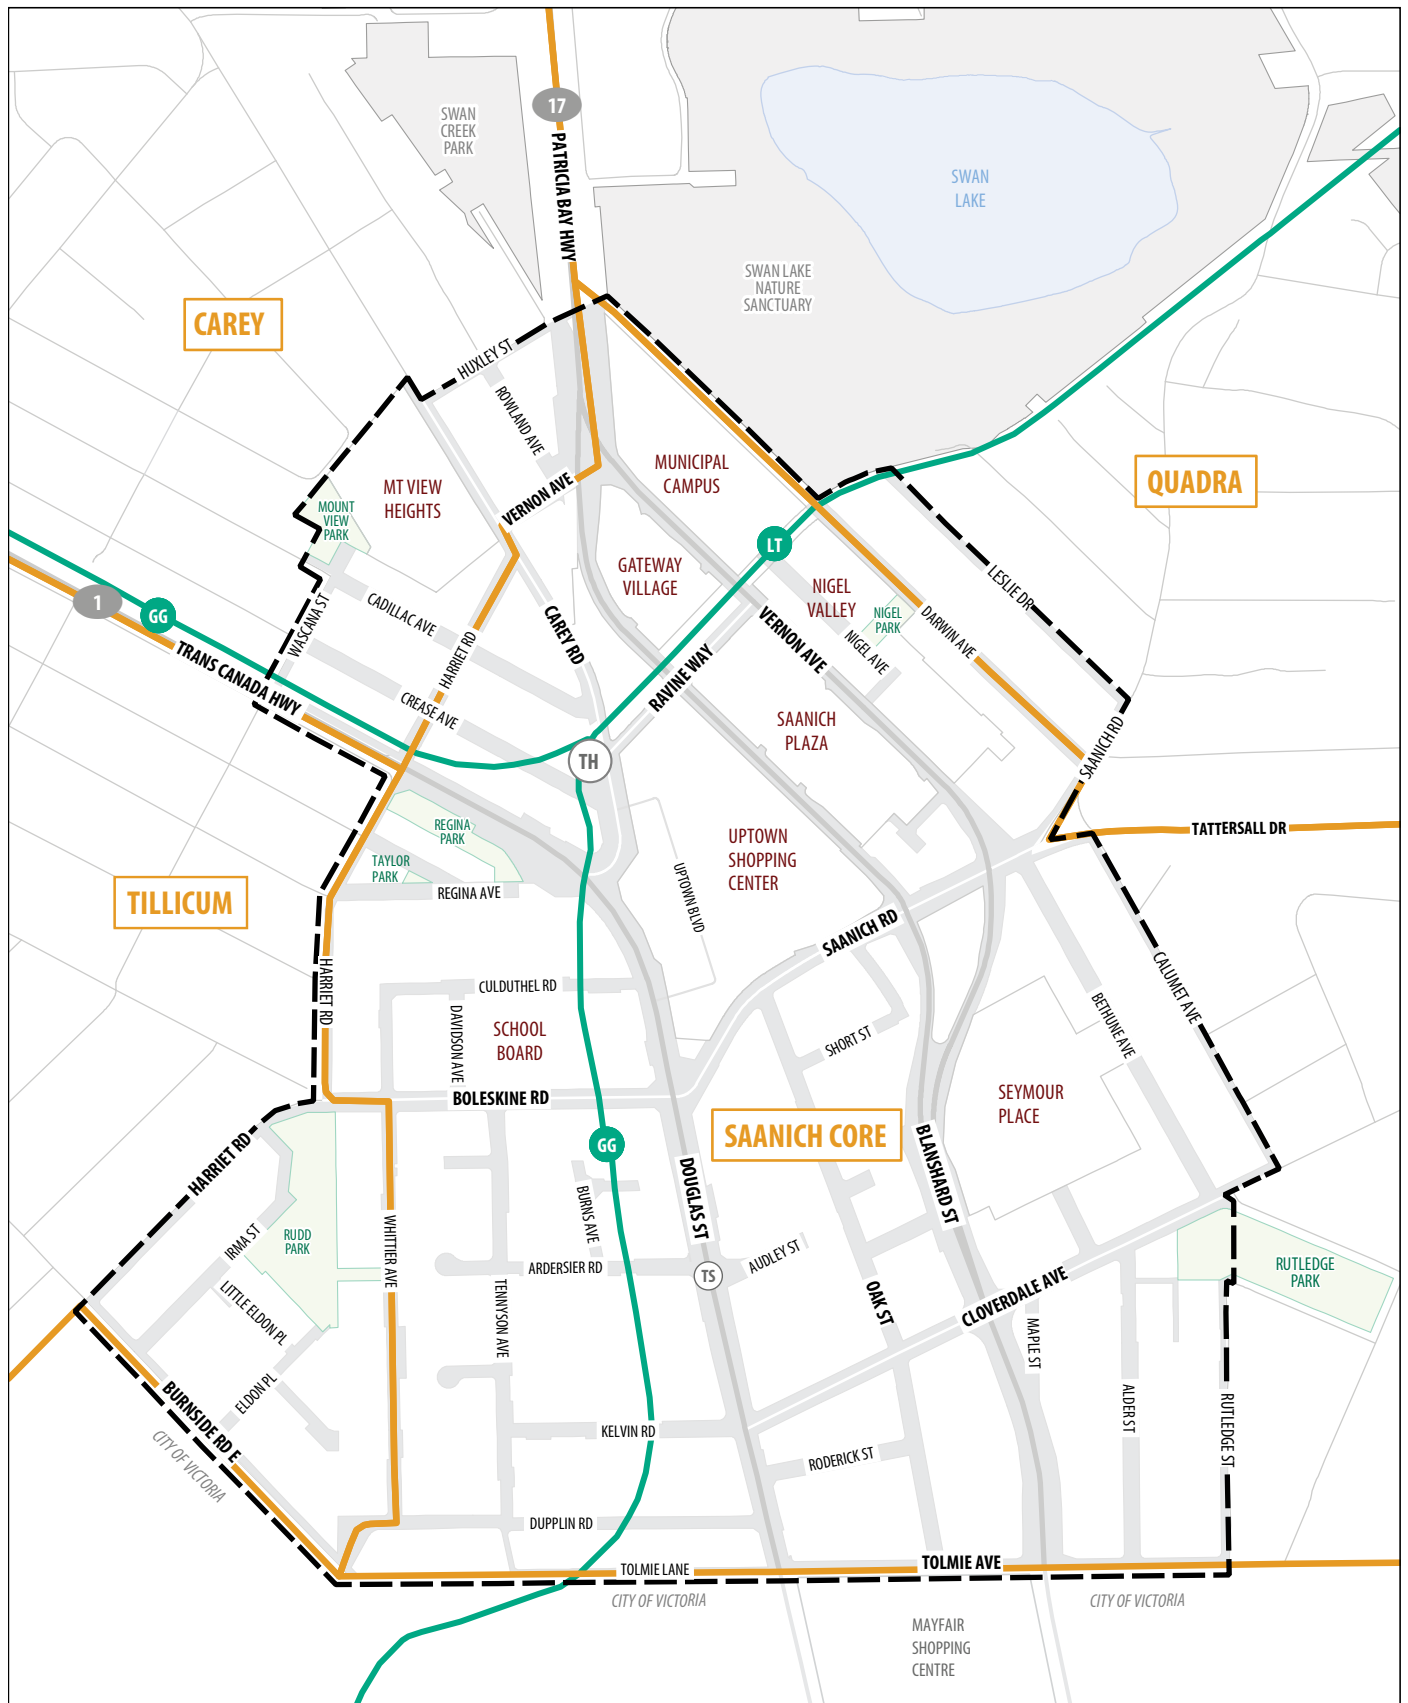 17
SWAN
CREEK
PARK
PATRICIA BAY HWY
SWAN
LAKE
SWAN LAKE
NATURE
SANCTUARY
CAREY
HUXLEY ST
ROWLAND AVE
MUNICIPAL
CAMPUS
QUADRA
MT VIEW
HEIGHTS
VERNON AVE
MOUNT
VIEW
PARK
LT
GATEWAY
VILLAGE
NIGEL
VALLEY
NIGEL
PARK
LESLIE DR
1
GG
CADILLAC AVE
WASCANA ST
CAREY RD
HARRIET RD
VERNON AVE
NIGEL AVE
DARWIN AVE
TRANS CANADA HWY
CREASE AVE
RAVINE WAY
SAANICH
PLAZA
SAANICH RD
TH
REGINA
PARK
TAYLOR
PARK
UPTOWN
SHOPPING
CENTER
TATTERSALL DR
TILLICUM
REGINA AVE
UPTOWN BLVD
SAANICH RD
HARRIET RD
CULDUTHEL RD
DAVIDSON AVE
SCHOOL
BOARD
CALUMET AVE
BETHUNE AVE
SHORT ST
BOLESKINE RD
SEYMOUR
PLACE
SAANICH CORE
GG
HARRIET RD
DOUGLAS ST
BLANSHARD ST
BURNS AVE
WHITTIER AVE
IRMA ST
RUDD
PARK
ARDERSIER RD
AUDLEY ST
TS
RUTLEDGE
PARK
LITTLE ELDON PL
TENNYSON AVE
OAK ST
CLOVERDALE AVE
MAPLE ST
ELDON PL
ALDER ST
RUTLEDGE ST
BURNSIDE RD E
CITY OF VICTORIA
KELVIN RD
RODERICK ST
DUPPLIN RD
TOLMIE LANE
TOLMIE AVE
CITY OF VICTORIA
CITY OF VICTORIA
MAYFAIR
SHOPPING
CENTRE